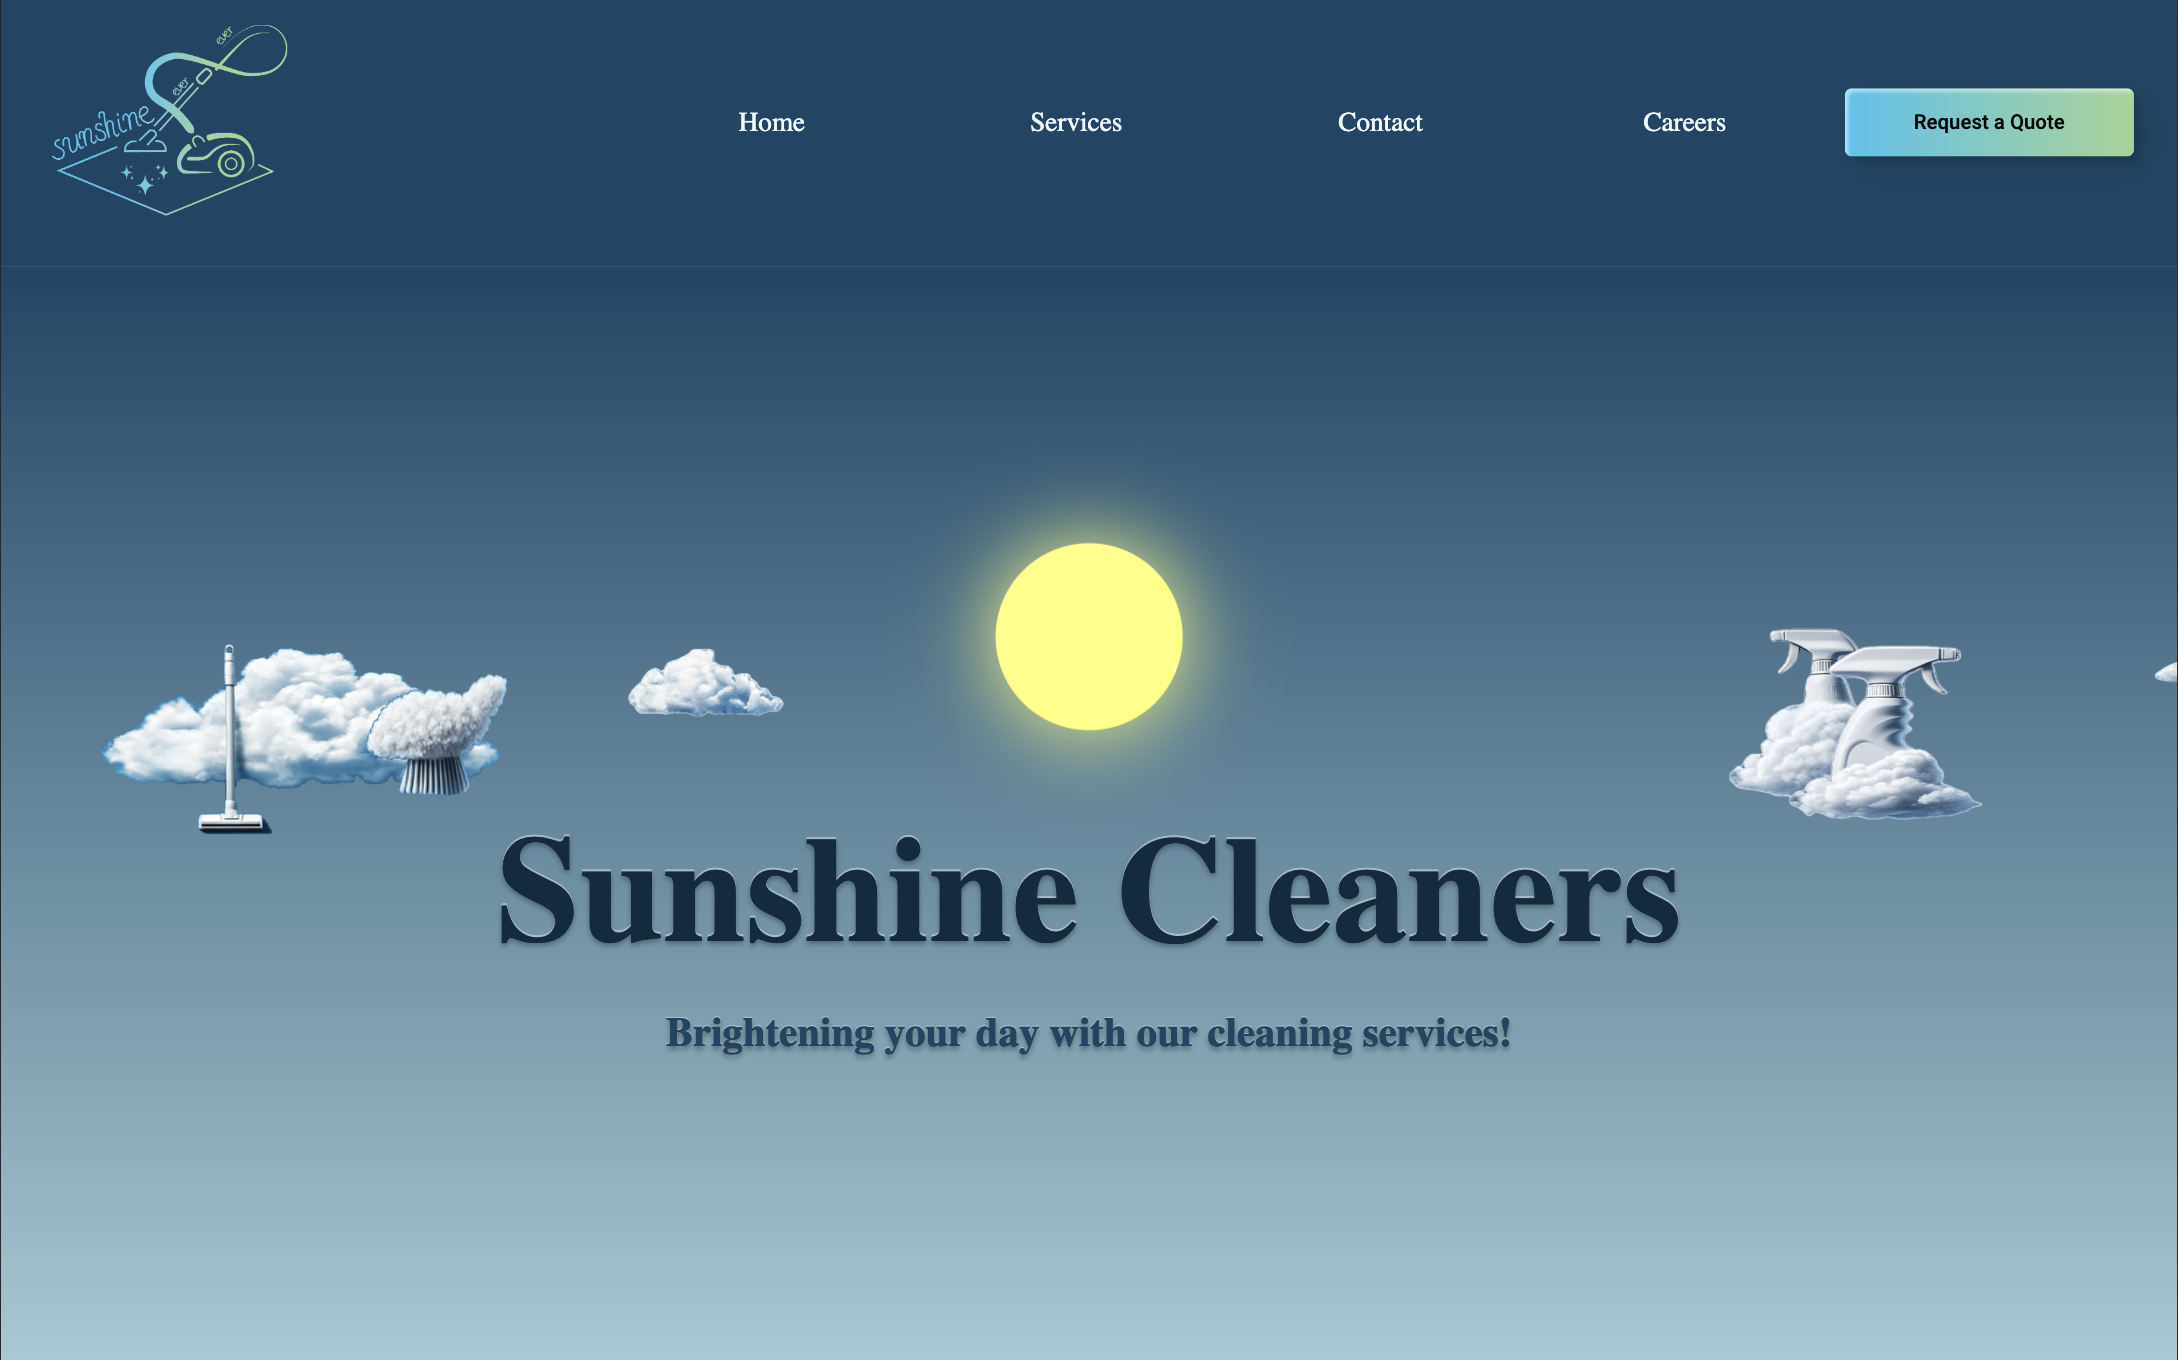 ever
ever
sunshine
Home
Services
Contact
Careers
Request a Quote
Sunshine Cleaners
Brightening your day with our cleaning services!